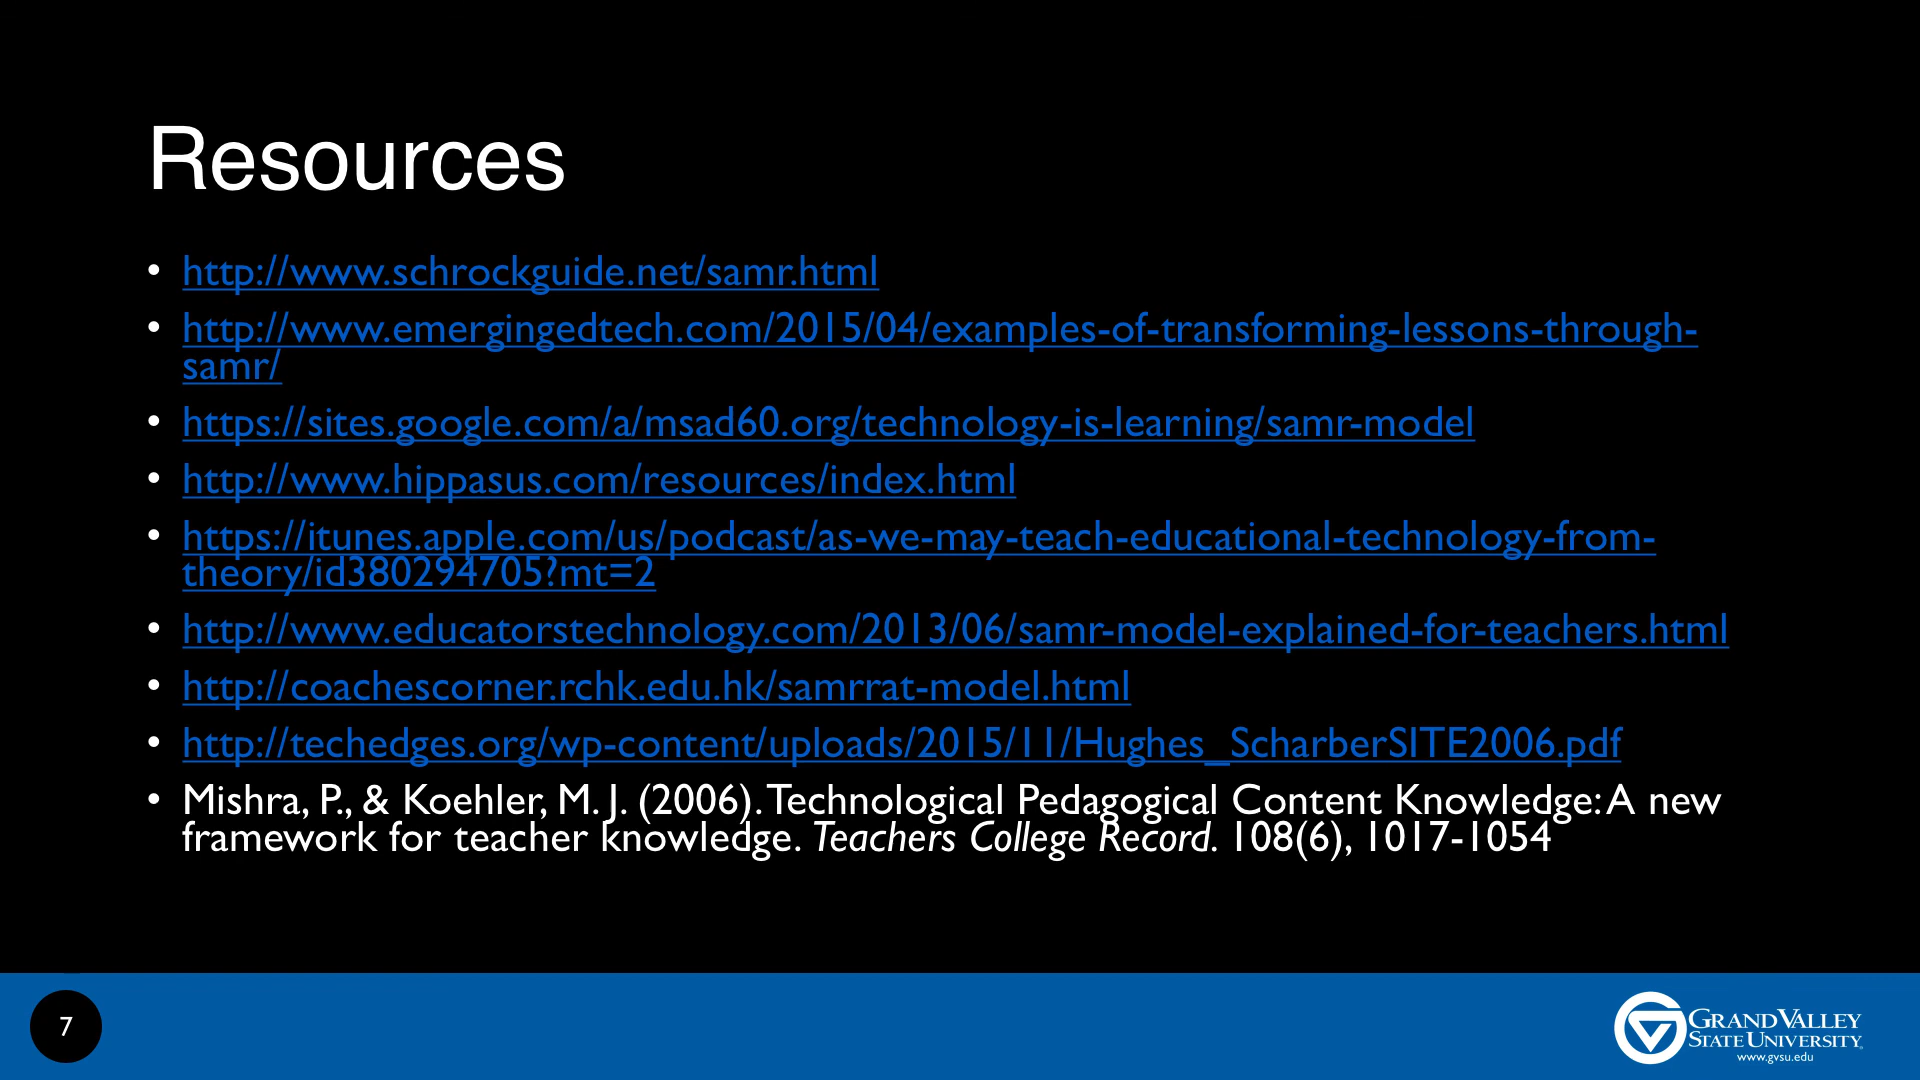 Resources
• http://www.schrockguide.net/samr.html
• http://www.emergingedtech.com/2015/04/examples-of-transforming-lessons-through-
samr/
• https://sites.google.com/a/msad60.org/technology-is-learning/samr-model
• http://www.hippasus.com/resources/index.html
• https://itunes.apple.com/us/podcast/as-we-may-teach-educational-technology-from-
theory/id380294705?mt=2
• http://www.educatorstechnology.com/2013/06/samr-model-explained-for-teachers.html
• http://coachescorner.rchk.edu.hk/samrrat-model.html
• http://techedges.org/wp-content/uploads/2015/11/Hughes_ScharberSITE2006.pdf
• Mishra, P., & Koehler, M. J. (2006). Technological Pedagogical Content Knowledge: A new
framework for teacher knowledge. Teachers College Record. 108(6), 1017-1054
7
GRAND VALLEY
STATE UNIVERSITY.
www.gvsu.edu